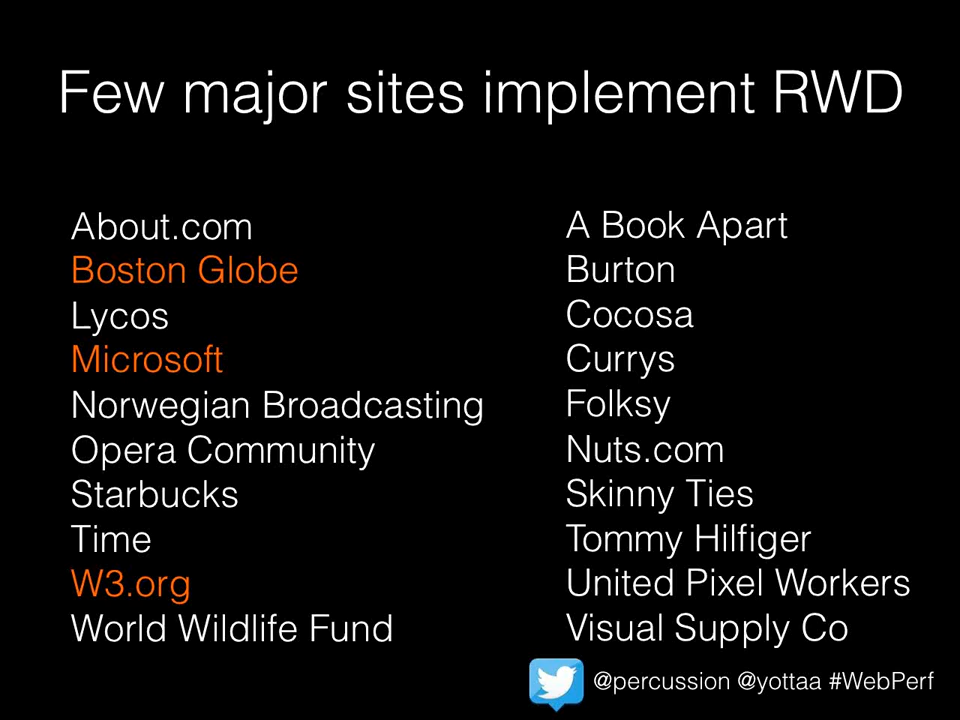 Few major sites implement RWD
About.com
Boston Globe
Lycos
Microsoft
Norwegian Broadcasting
Opera Community
Starbucks
Time
W3.org
World Wildlife Fund
A Book Apart
Burton
Cocosa
Currys
Folksy
Nuts.com
Skinny Ties
Tommy Hilfiger
United Pixel Workers
Visual Supply Co
@percussion @yottaa #WebPerf